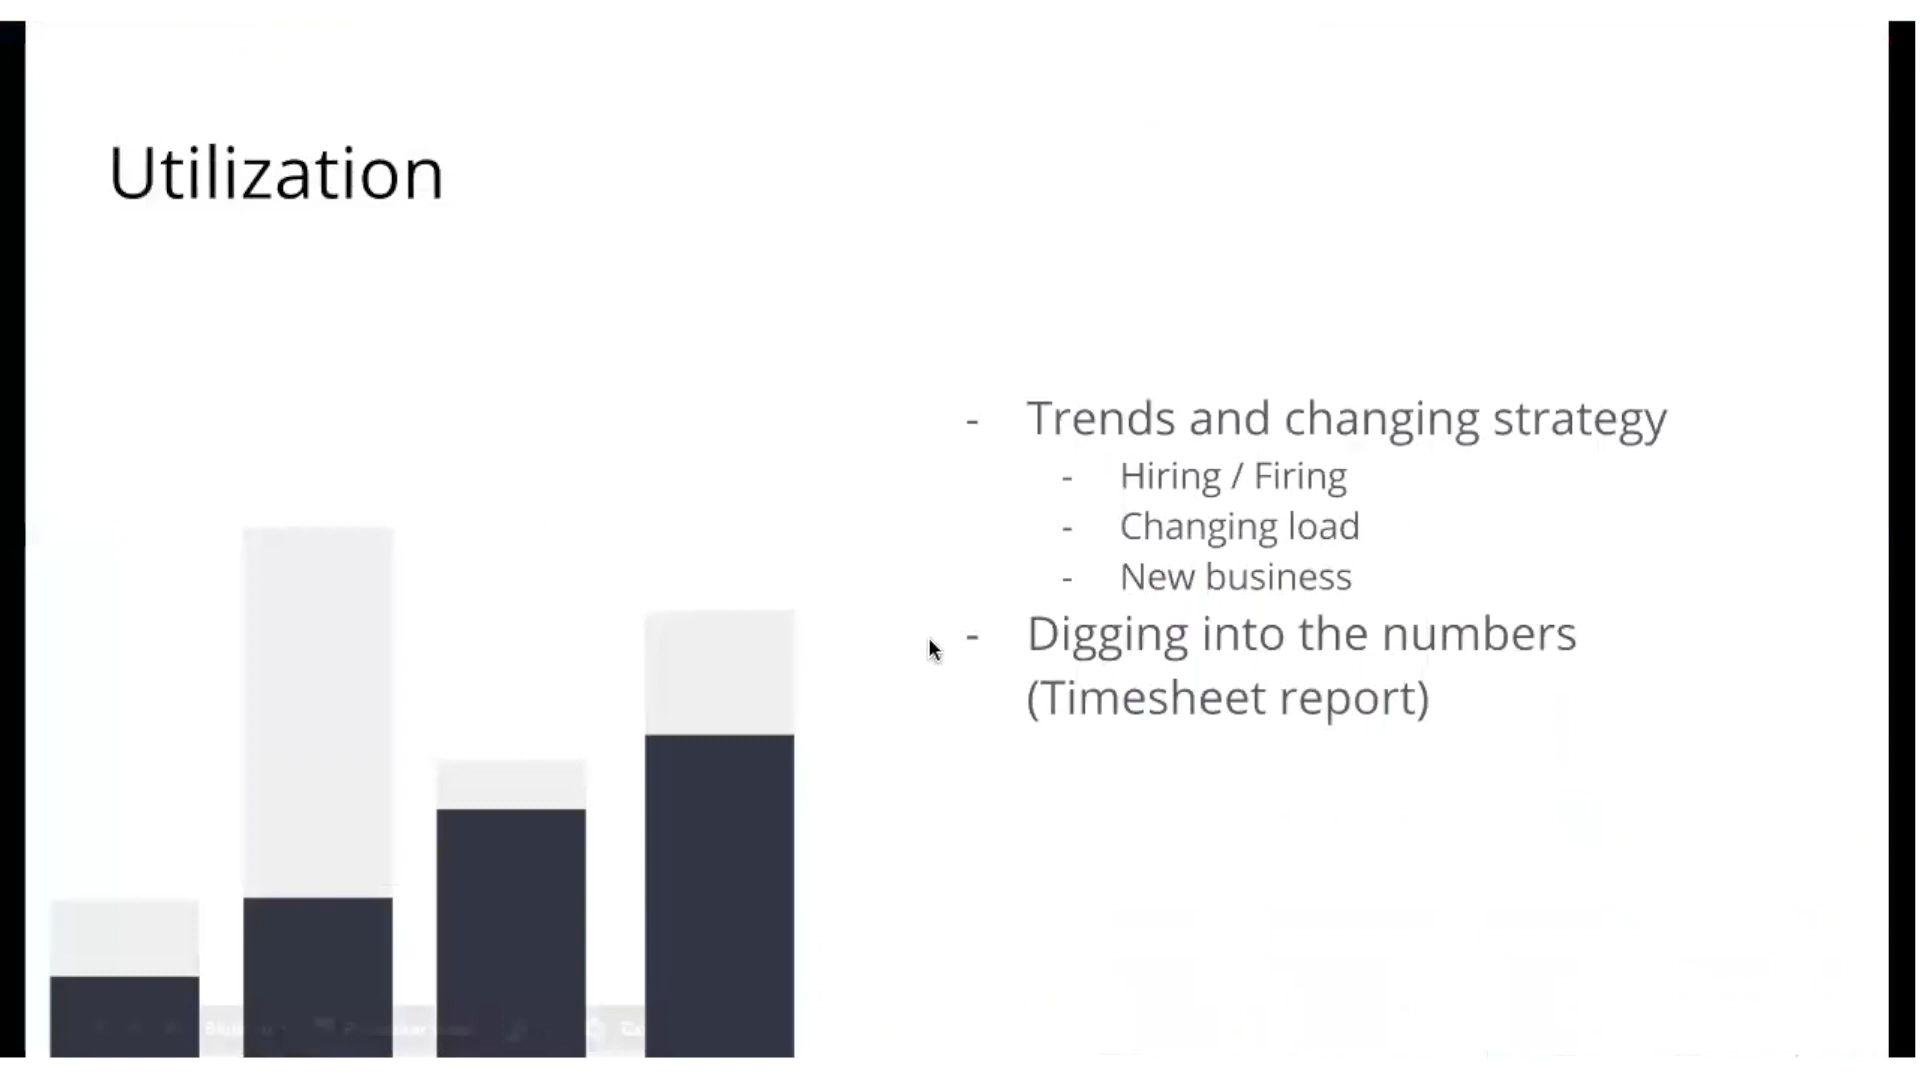 Utilization
- Trends and changing strategy
- Hiring / Firing
- Changing load
- New business
- Digging into the numbers
(Timesheet report)